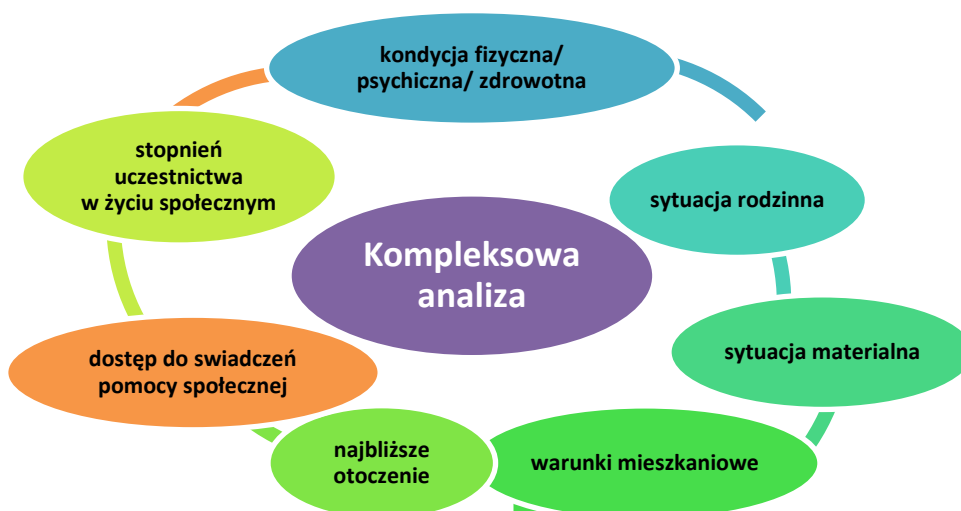 kondycja fizyczna/
psychiczna/ zdrowotna
stopnień
uczestnictwa
w życiu społecznym
sytuacja rodzinna
Kompleksowa
analiza
dostęp do swiadczeń
pomocy społecznej
sytuacja materialna
najbliższe
otoczenie
warunki mieszkaniowe